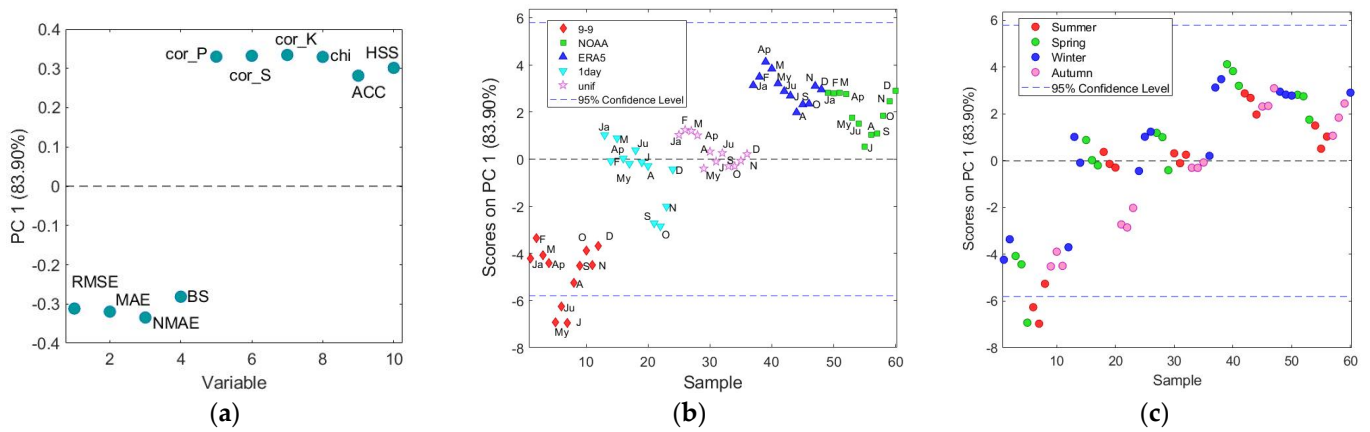 PC 1 (83.90%)
0.4
0.3
0.2
0.1
0
-0.1
-0.2
-0.3
-0.4
cor_P
cor_S
cor_K
chi
HSS
ACC
RMSE
MAE
NMAE
BS
2 4 6 8 10
Variable
(a)
Scores on PC 1 (83.90%)
6
4
2
0
-2
-4
-6
-8
9-9
NOAA
ERA5
1day
unif
95% Confidence Level
Ap
M
F
Ja
My
Ju
J
S
A
O
N
D
Ja
F
M
Ap
My
Ju
J
A
S
O
N
D
Ja
M
Ap
F
My
Ju
J
A
S
O
N
D
F
M
Ja
Ap
A
My
Ju
J
S
O
N
D
F
Ja
M
Ap
My
Ju
J
A
S
O
N
D
10 20 30 40 50 60
Sample
(b)
Scores on PC 1 (83.90%)
6
4
2
0
-2
-4
-6
-8
Summer
Spring
Winter
Autumn
95% Confidence Level
10 20 30 40 50 60
Sample
(c)